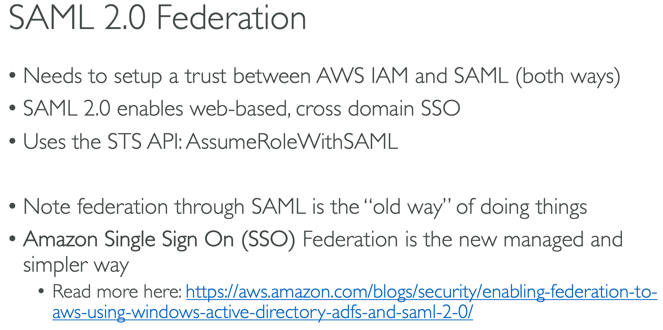 SAML 2.0 Federation
• Needs to setup a trust between AWS IAM and SAML (both ways)
• SAML 2.0 enables web-based, cross domain SSO
• Uses the STS API: AssumeRoleWithSAML
• Note federation through SAML is the “old way” of doing things
• Amazon Single Sign On (SSO) Federation is the new managed and
simpler way
• Read more here: https://aws.amazon.com/blogs/security/enabling-federation-to-
aws-using-windows-active-directory-adfs-and-saml-2-0/